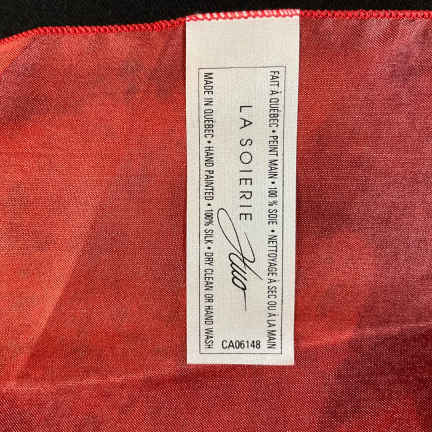 FAIT À QUÉBEC • PEINT MAIN • 100 % SOIE • NETTOYAGE À SEC OU À LA MAIN
LA SOIERIE Huo
MADE IN QUÉBEC • HAND PAINTED • 100% SILK • DRY CLEAN OR HAND WASH
CA06148